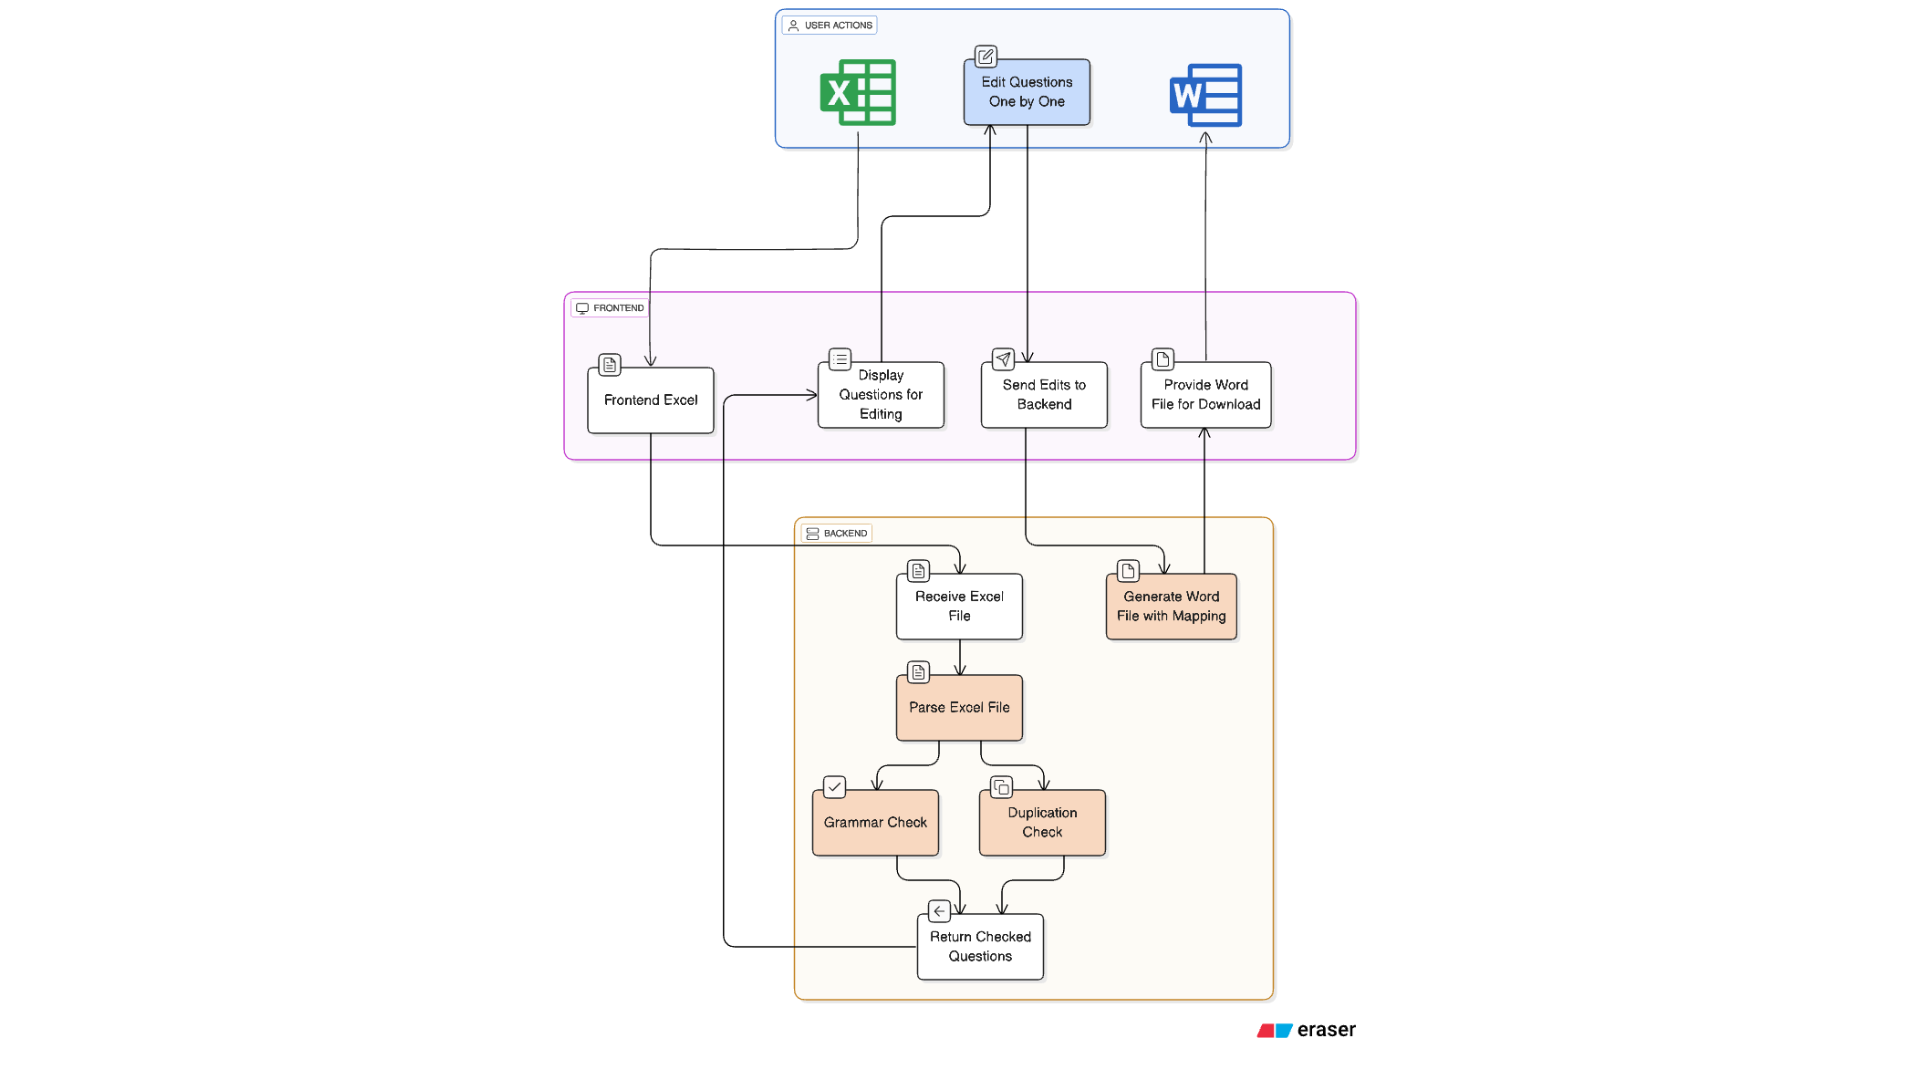 USER ACTIONS
X
Edit Questions
One by One
W
FRONTEND
Frontend Excel
Display
Questions for
Editing
Send Edits to
Backend
Provide Word
File for Download
BACKEND
Receive Excel
File
Generate Word
File with Mapping
Parse Excel File
Grammar Check
Duplication
Check
Return Checked
Questions
eraser